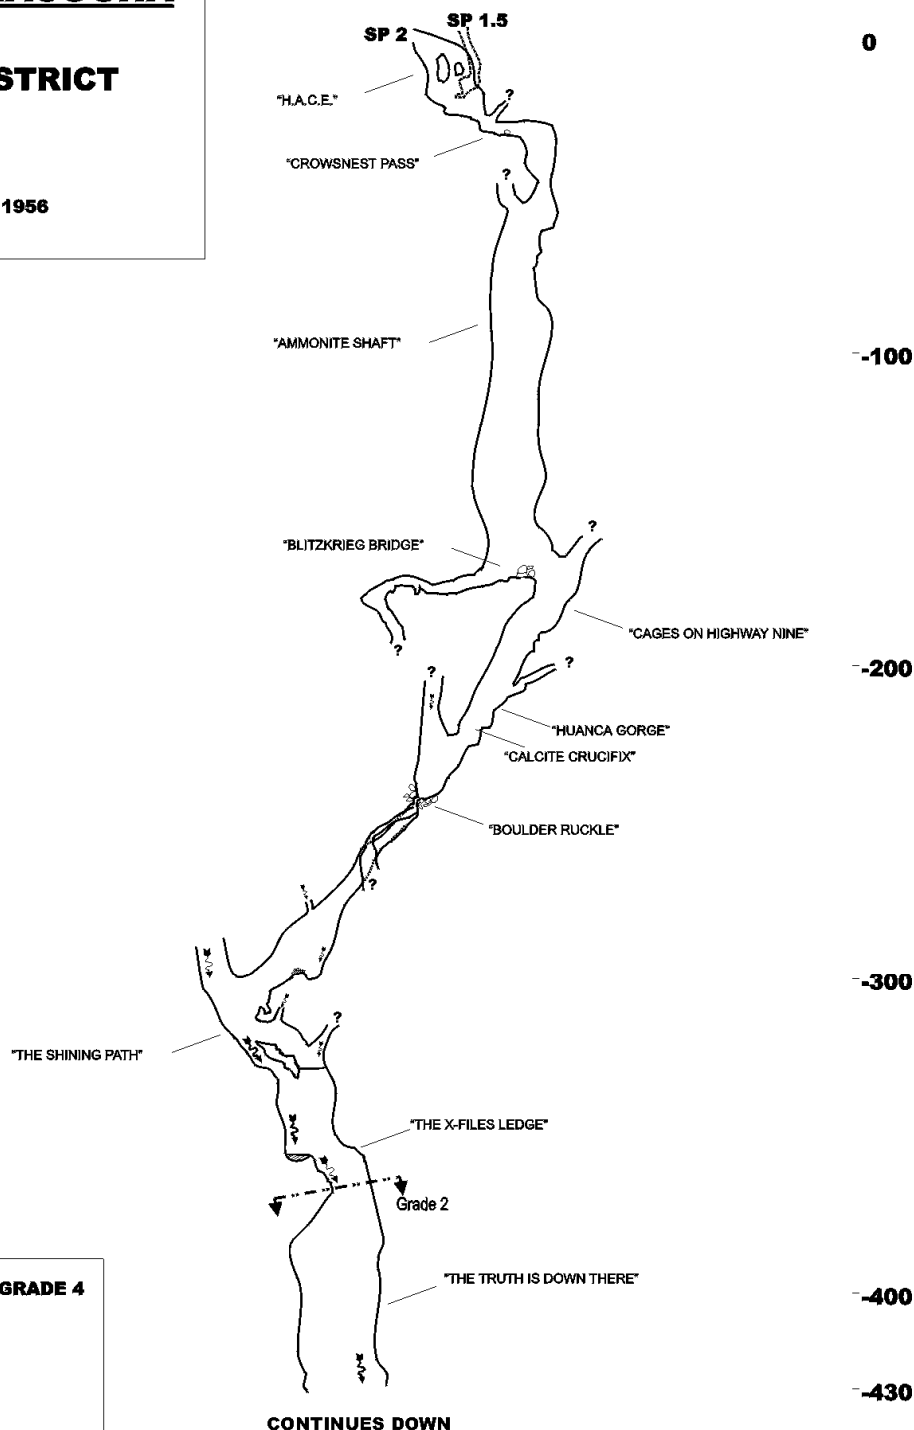 STRICT
1956
SP 2
SP 1.5
0
"H.A.C.E."
?
"CROWSNEST PASS"
?
"AMMONITE SHAFT"
-100
?
"BLITZKRIEG BRIDGE"
"CAGES ON HIGHWAY NINE"
?
?
-200
?
"HUANCA GORGE"
"CALCITE CRUCIFIX"
"BOULDER RUCKLE"
?
-300
?
"THE SHINING PATH"
"THE X-FILES LEDGE"
Grade 2
"THE TRUTH IS DOWN THERE"
GRADE 4
-400
-430
CONTINUES DOWN